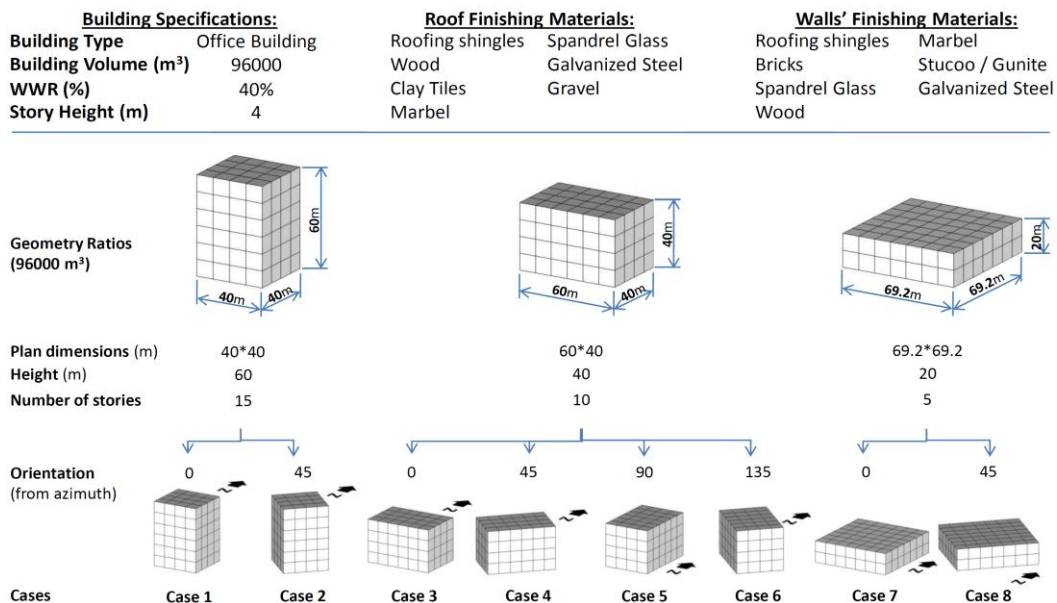 Building Specifications:
Building Type Office Building
Building Volume (m³) 96000
WWR (%) 40%
Story Height (m) 4
Roof Finishing Materials:
Roofing shingles Spandrel Glass
Wood Galvanized Steel
Clay Tiles Gravel
Marbel
Walls' Finishing Materials:
Roofing shingles Marbel
Bricks Stucoo / Gunite
Spandrel Glass Galvanized Steel
Wood
Geometry Ratios
(96000 m³)
60m
40m
40m
40m
60m
40m
20m
69.2m
69.2m
Plan dimensions (m) 40*40 60*40 69.2*69.2
Height (m) 60 40 20
Number of stories 15 10 5
Orientation
(from azimuth)
0 45 0 45 90 135 0 45
Z Z Z Z Z Z Z Z
Cases Case 1 Case 2 Case 3 Case 4 Case 5 Case 6 Case 7 Case 8